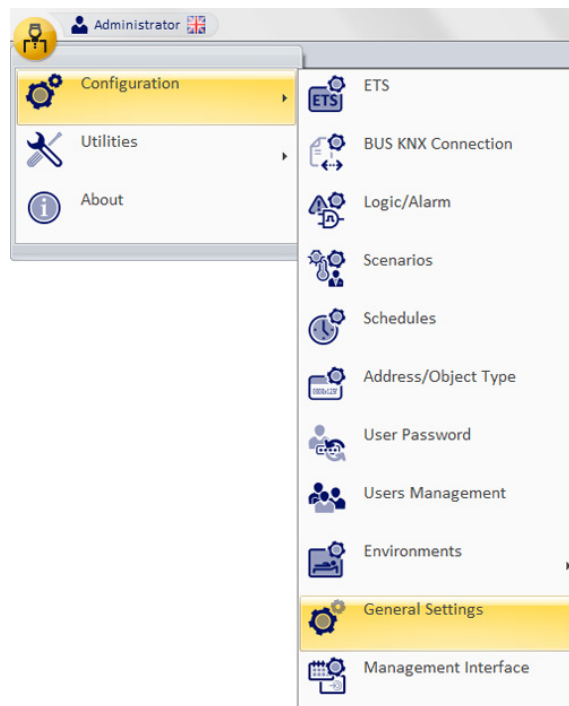 Administrator
Configuration
Utilities
About
ETS
ETS
BUS KNX Connection
Logic/Alarm
Scenarios
Schedules
Address/Object Type
User Password
Users Management
Environments
General Settings
Management Interface